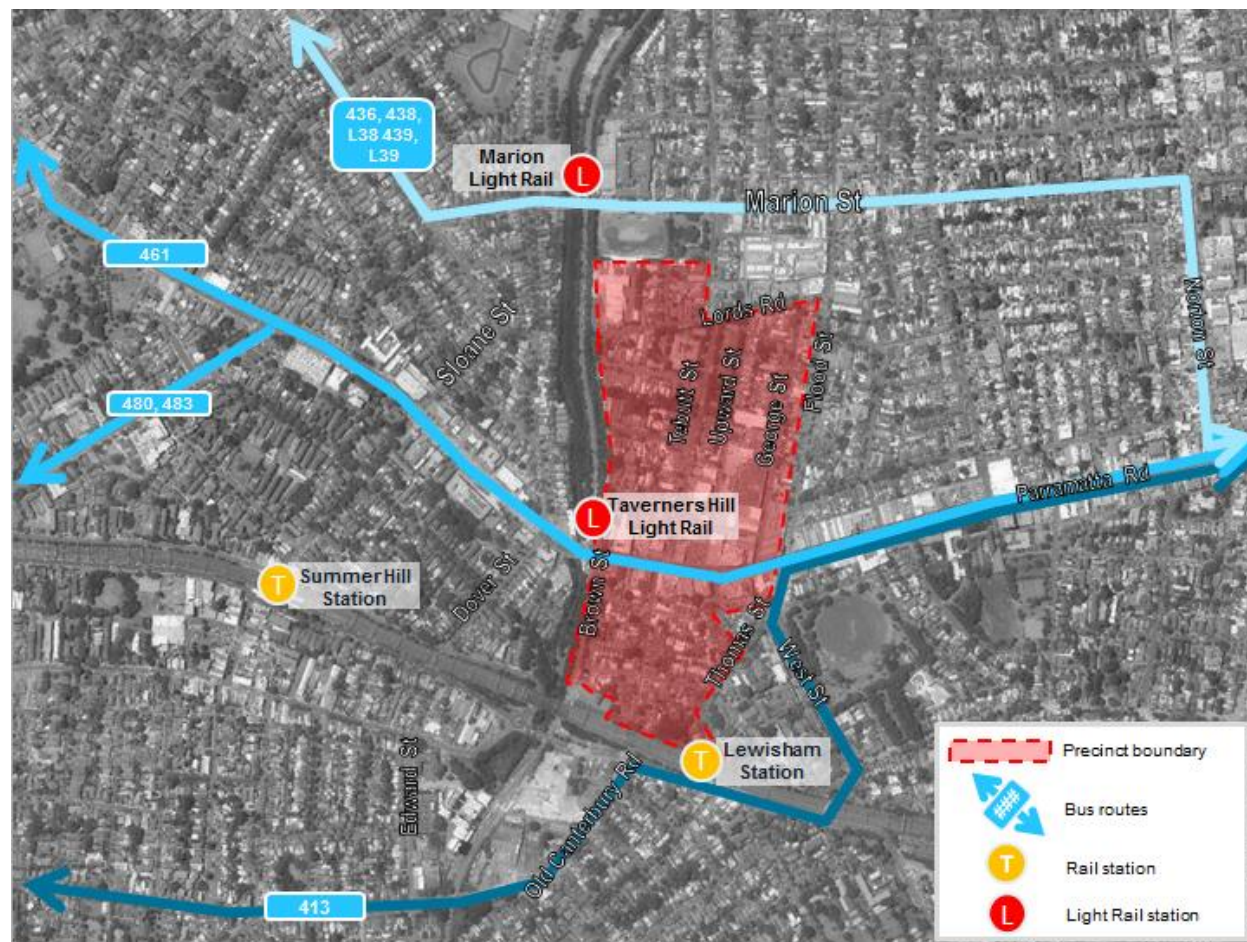 436, 438,
L38 439,
L39
Marion
Light Rail
L
Marion St
461
Norton St
Lords Rd
Sloane St
Tebutt St
Upward St
George St
Flood St
480, 483
Parramatta Rd
L
Taverners Hill
Light Rail
T
Summer Hill
Station
Dover St
Brown St
Thomas St
West St
T
Lewisham
Station
Edward St
Old Canterbury Rd
413
Precinct boundary
###
Bus routes
T
Rail station
L
Light Rail station